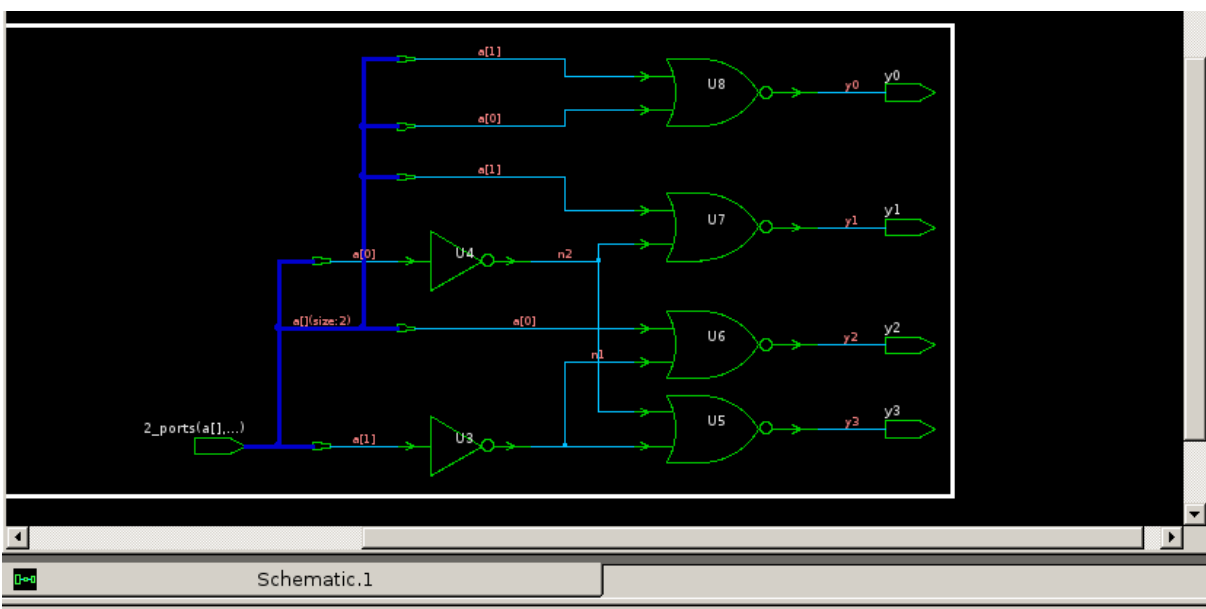 a[1]
U8
y0
y0
a[0]
a[1]
U7
y1
y1
a[0]
U4
n2
a[](size:2)
a[0]
U6
y2
y2
n1
2_ports(a[],...)
a[1]
U3
U5
y3
y3
Schematic.1